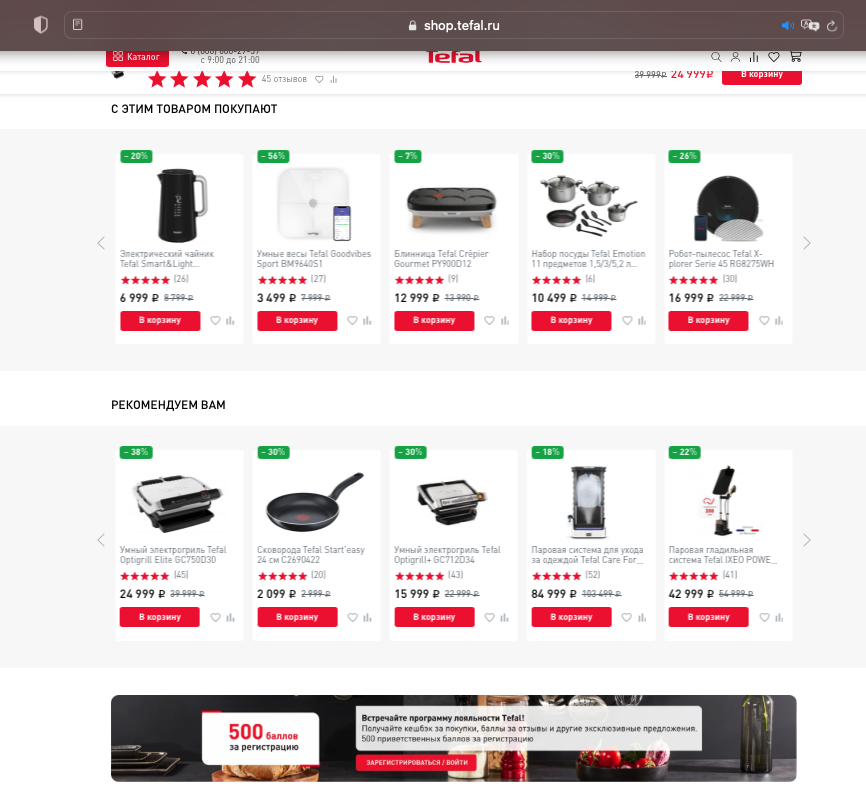 shop.tefal.ru
Каталог
с 9:00 до 21:00
Tefal
45 отзывов
39 999₽ 24 999₽
В корзину
С ЭТИМ ТОВАРОМ ПОКУПАЮТ
– 20%
– 56%
– 7%
– 30%
– 26%
Электрический чайник
Tefal Smart&Light...
(26)
6 999 ₽ 8 799 ₽
В корзину
Умные весы Tefal Goodvibes
Sport BM9640S1
(27)
3 499 ₽ 7 999 ₽
В корзину
Блинница Tefal Crêpier
Gourmet PY900D12
(9)
12 999 ₽ 13 990 ₽
В корзину
Набор посуды Tefal Emotion
11 предметов 1,5/3/5,2 л...
(6)
10 499 ₽ 14 999 ₽
В корзину
Робот-пылесос Tefal X-
plorer Serie 45 RG8275WH
(30)
16 999 ₽ 22 999 ₽
В корзину
РЕКОМЕНДУЕМ ВАМ
– 38%
– 30%
– 30%
– 18%
– 22%
Умный электрогриль Tefal
Optigrill Elite GC750D30
(45)
24 999 ₽ 39 999 ₽
В корзину
Сковорода Tefal Start'easy
24 см C2690422
(20)
2 099 ₽ 2 999 ₽
В корзину
Умный электрогриль Tefal
Optigrill+ GC712D34
(43)
15 999 ₽ 22 999 ₽
В корзину
Паровая система для ухода
за одеждой Tefal Care For...
(52)
84 999 ₽ 103 499 ₽
В корзину
Паровая гладильная
система Tefal IXEO POWE...
(41)
42 999 ₽ 54 999 ₽
В корзину
500 баллов
за регистрацию
Встречайте программу лояльности Tefal!
Получайте кешбэк за покупки, баллы за отзывы и другие эксклюзивные предложения.
500 приветственных баллов за регистрацию
ЗАРЕГИСТРИРОВАТЬСЯ / ВОЙТИ